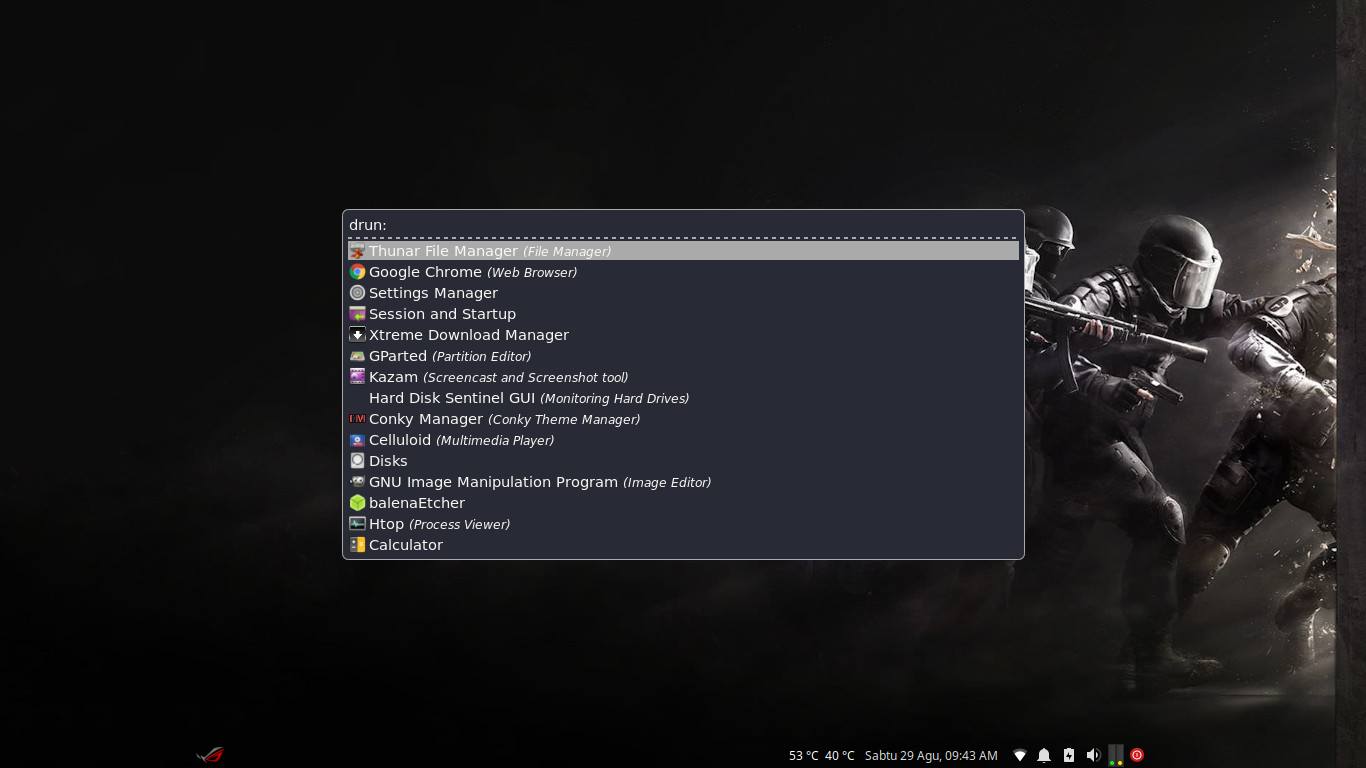 drun:
Thunar File Manager (File Manager)
Google Chrome (Web Browser)
Settings Manager
Session and Startup
Xtreme Download Manager
GParted (Partition Editor)
Kazam (Screencast and Screenshot tool)
Hard Disk Sentinel GUI (Monitoring Hard Drives)
Conky Manager (Conky Theme Manager)
Celluloid (Multimedia Player)
Disks
GNU Image Manipulation Program (Image Editor)
balenaEtcher
Htop (Process Viewer)
Calculator
53 °C 40 °C Sabtu 29 Agu, 09:43 AM